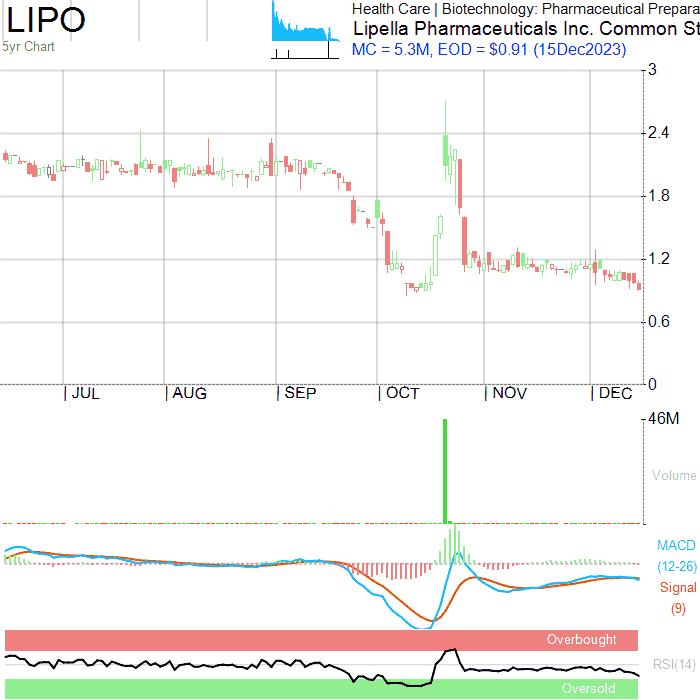 LIPO
5yr Chart
Health Care | Biotechnology: Pharmaceutical Prepara
Lipella Pharmaceuticals Inc. Common St
MC = 5.3M, EOD = $0.91 (15Dec2023)
3
2.4
1.8
1.2
0.6
0
| JUL | AUG | SEP | OCT | NOV | DEC
46M
Volume
MACD
(12-26)
Signal
(9)
Overbought
RSI(14)
Oversold